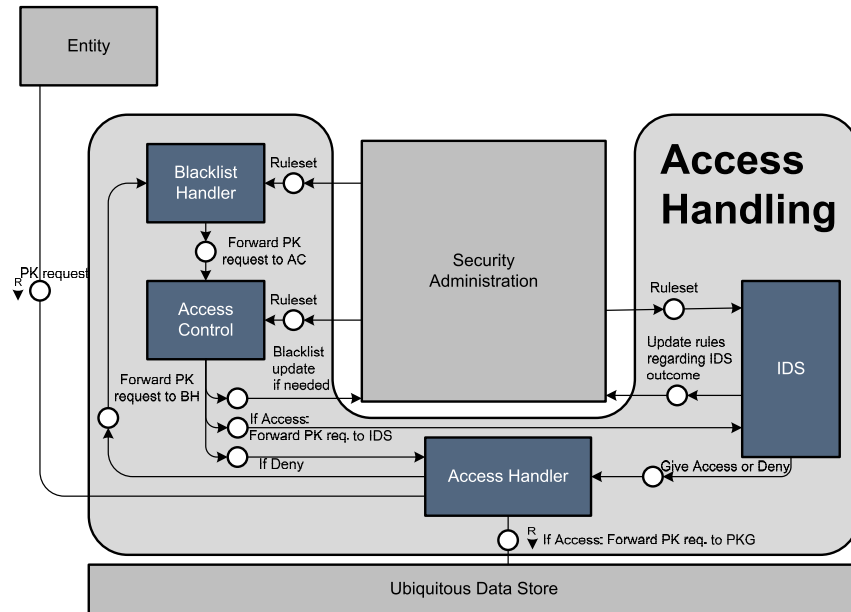 Entity
Access
Handling
Blacklist
Handler
Ruleset
Forward PK
request to AC
Security
Administration
PK request
R
Access
Control
Ruleset
Ruleset
IDS
Update rules
regarding IDS
outcome
Blacklist
update
if needed
Forward PK
request to BH
If Access:
Forward PK req. to IDS
If Deny
Access Handler
Give Access or Deny
R
If Access: Forward PK req. to PKG
Ubiquitous Data Store